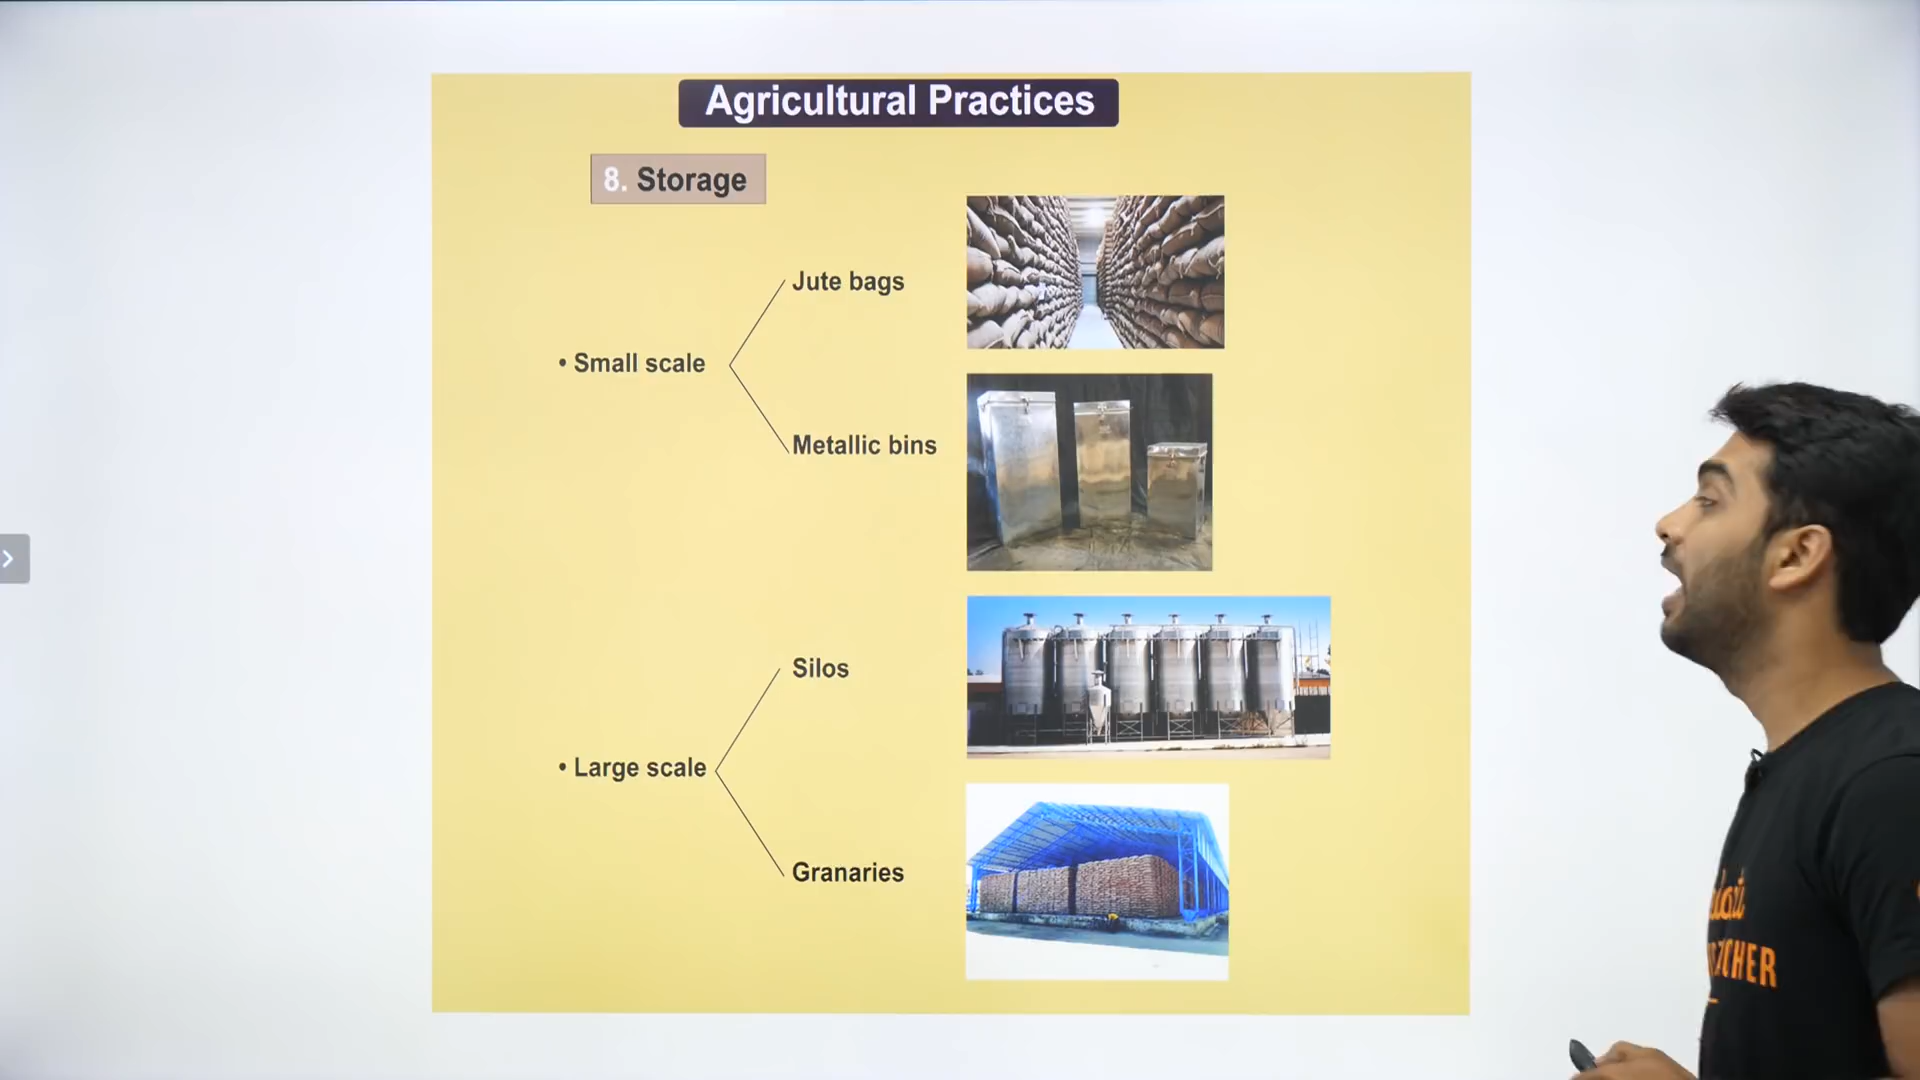 Agricultural Practices
8. Storage
Jute bags
• Small scale
Metallic bins
Silos
• Large scale
Granaries